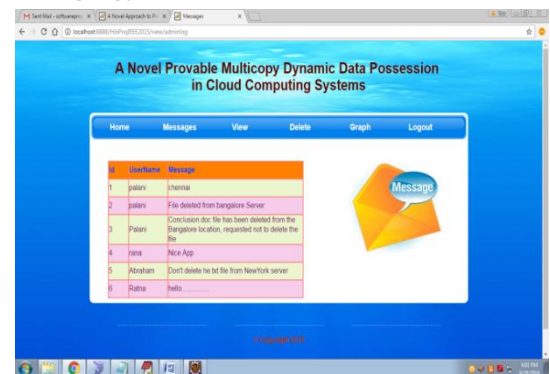 Sent Mail - softwarepro
A Novel Approach to Pr
Messages
localhost:8888/HibProjIEEE2015/view/adminlog
A Novel Provable Multicopy Dynamic Data Possession
in Cloud Computing Systems
Home Messages View Delete Graph Logout
Id UserName Message
1 palani chennai
2 palani File deleted from bangalore Server
3 Palani Conclusion.doc file has been deleted from the
Bangalore location, requested not to delete the
file
4 rana Nice App
5 Abraham Don't delete he.txt file from NewYork server
6 Ratna hello
Message